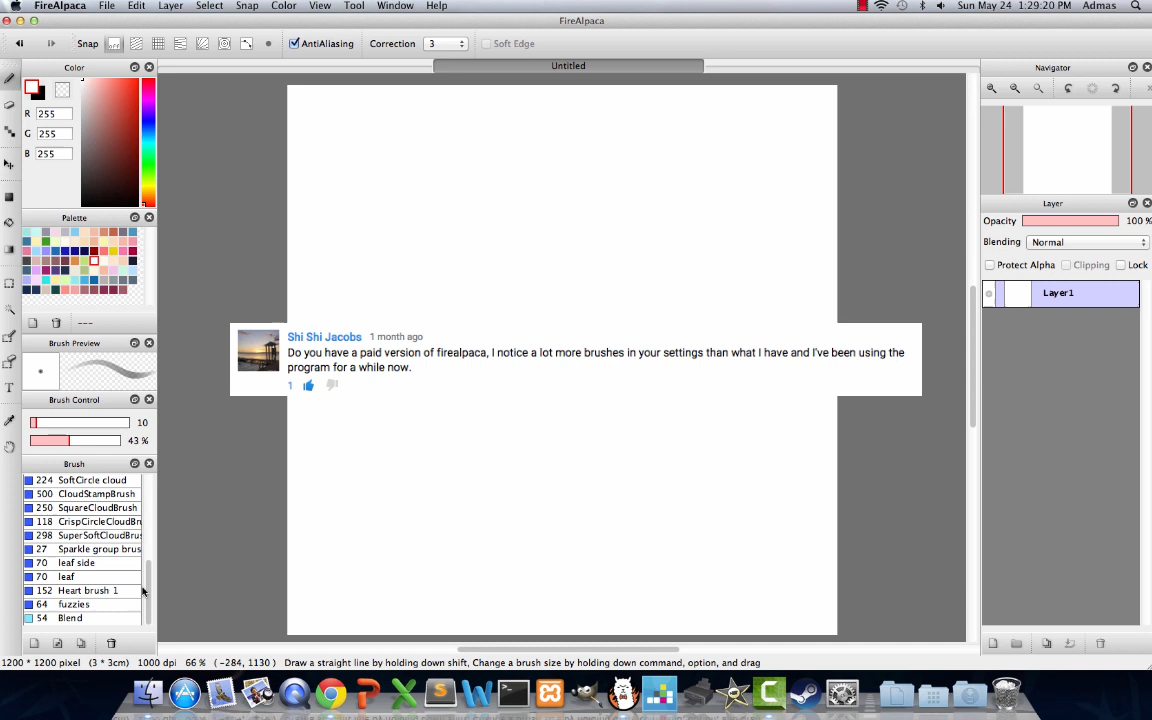 FireAlpaca File Edit Layer Select Snap Color View Tool Window Help Sun May 24 1:29:20 PM Admas
FireAlpaca
Snap off AntiAliasing Correction 3 Soft Edge
Color
Untitled
Navigator
R 255
G 255
B 255
Layer
Palette
Opacity 100 %
Blending Normal
Protect Alpha Clipping Lock
Layer1
---
Shi Shi Jacobs 1 month ago
Do you have a paid version of firealpaca, I notice a lot more brushes in your settings than what I have and I've been using the
program for a while now.
1
Brush Preview
Brush Control
10
43 %
Brush
224 SoftCircle cloud
500 CloudStampBrush
250 SquareCloudBrush
118 CrispCircleCloudBr
298 SuperSoftCloudBrus
27 Sparkle group brus
70 leaf side
70 leaf
152 Heart brush 1
64 fuzzies
54 Blend
1200 * 1200 pixel (3 * 3cm) 1000 dpi 66 % (-284, 1130) Draw a straight line by holding down shift, Change a brush size by holding down command, option, and drag